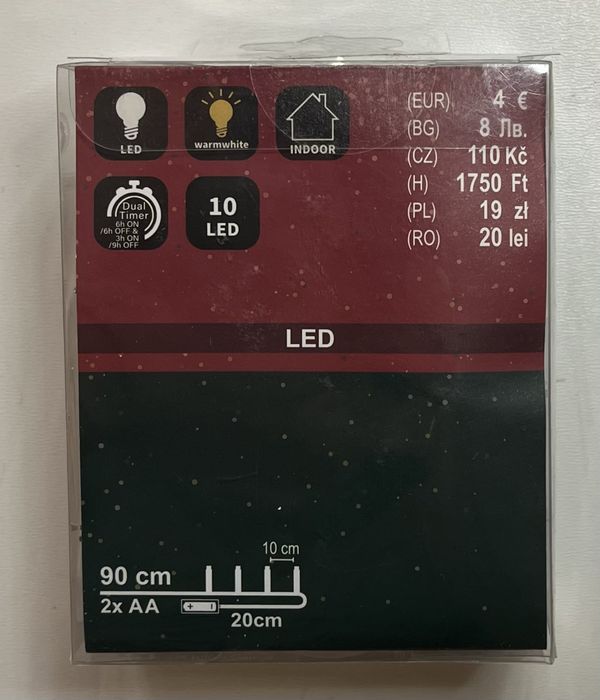 LED
warmwhite
INDOOR
Dual
Timer
6h ON
/6h OFF &
3h ON
/9h OFF
10
LED
(EUR) 4 €
(BG) 8 Лв.
(CZ) 110 Kč
(H) 1750 Ft
(PL) 19 zł
(RO) 20 lei
LED
10 cm
90 cm
2x AA
+ -
20cm